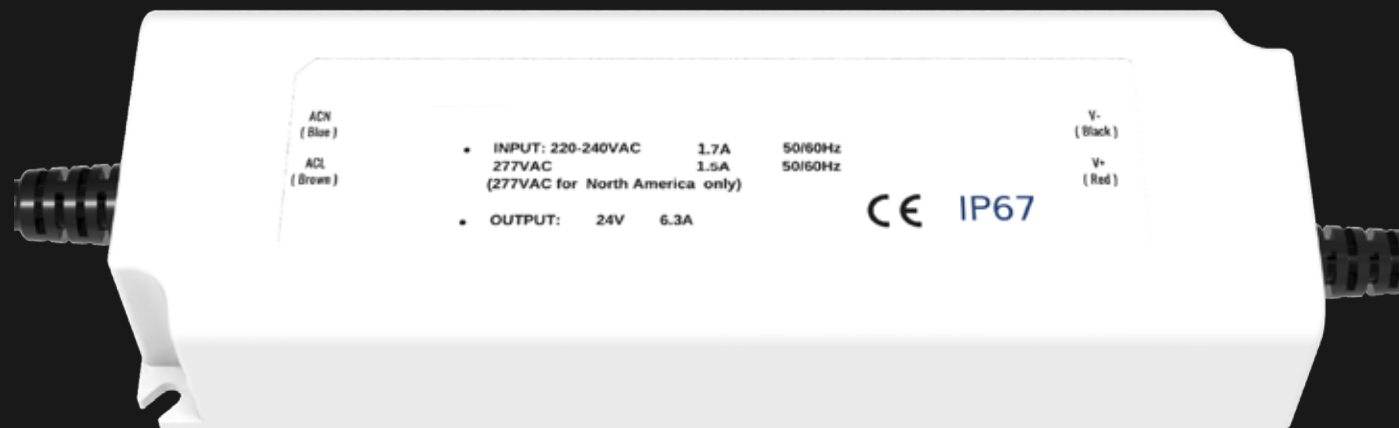 ACN
( Blue )
ACL
( Brown )
• INPUT: 220-240VAC 1.7A 50/60Hz
277VAC 1.5A 50/60Hz
(277VAC for North America only)
• OUTPUT: 24V 6.3A
CE IP67
V-
( Black )
V+
( Red )